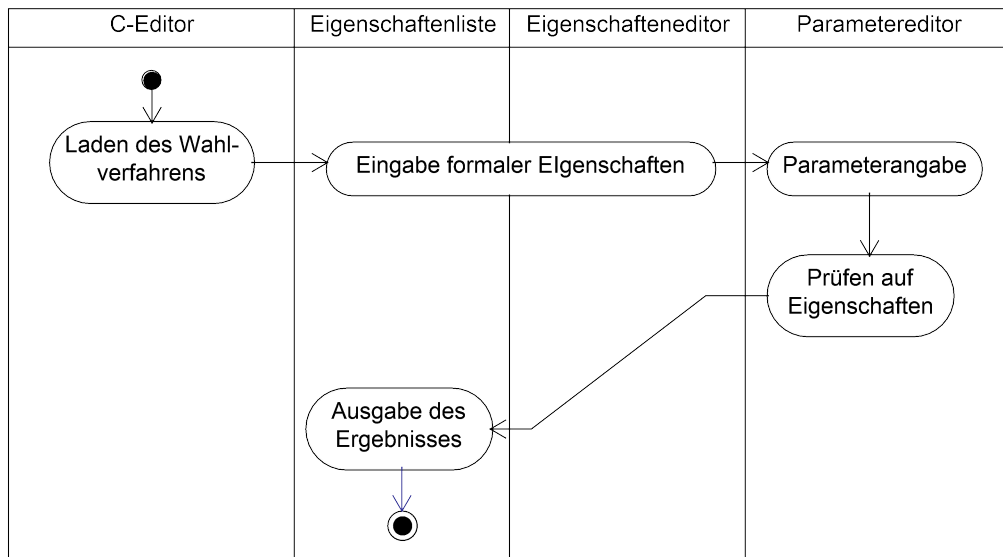 C-Editor
Eigenschaftenliste
Eigenschafteneditor
Parametereditor
Laden des Wahl-
verfahrens
Eingabe formaler EIgenschaften
Parameterangabe
Prüfen auf
Eigenschaften
Ausgabe des
Ergebnisses